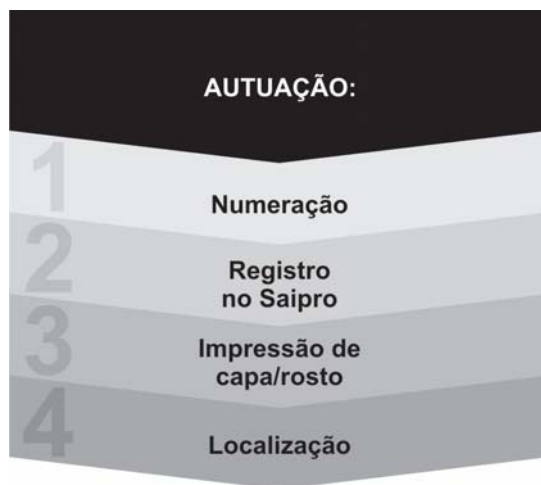 AUTUAÇÃO:
1
Numeração
2
Registro
no Saipro
3
Impressão de
capa/rosto
4
Localização